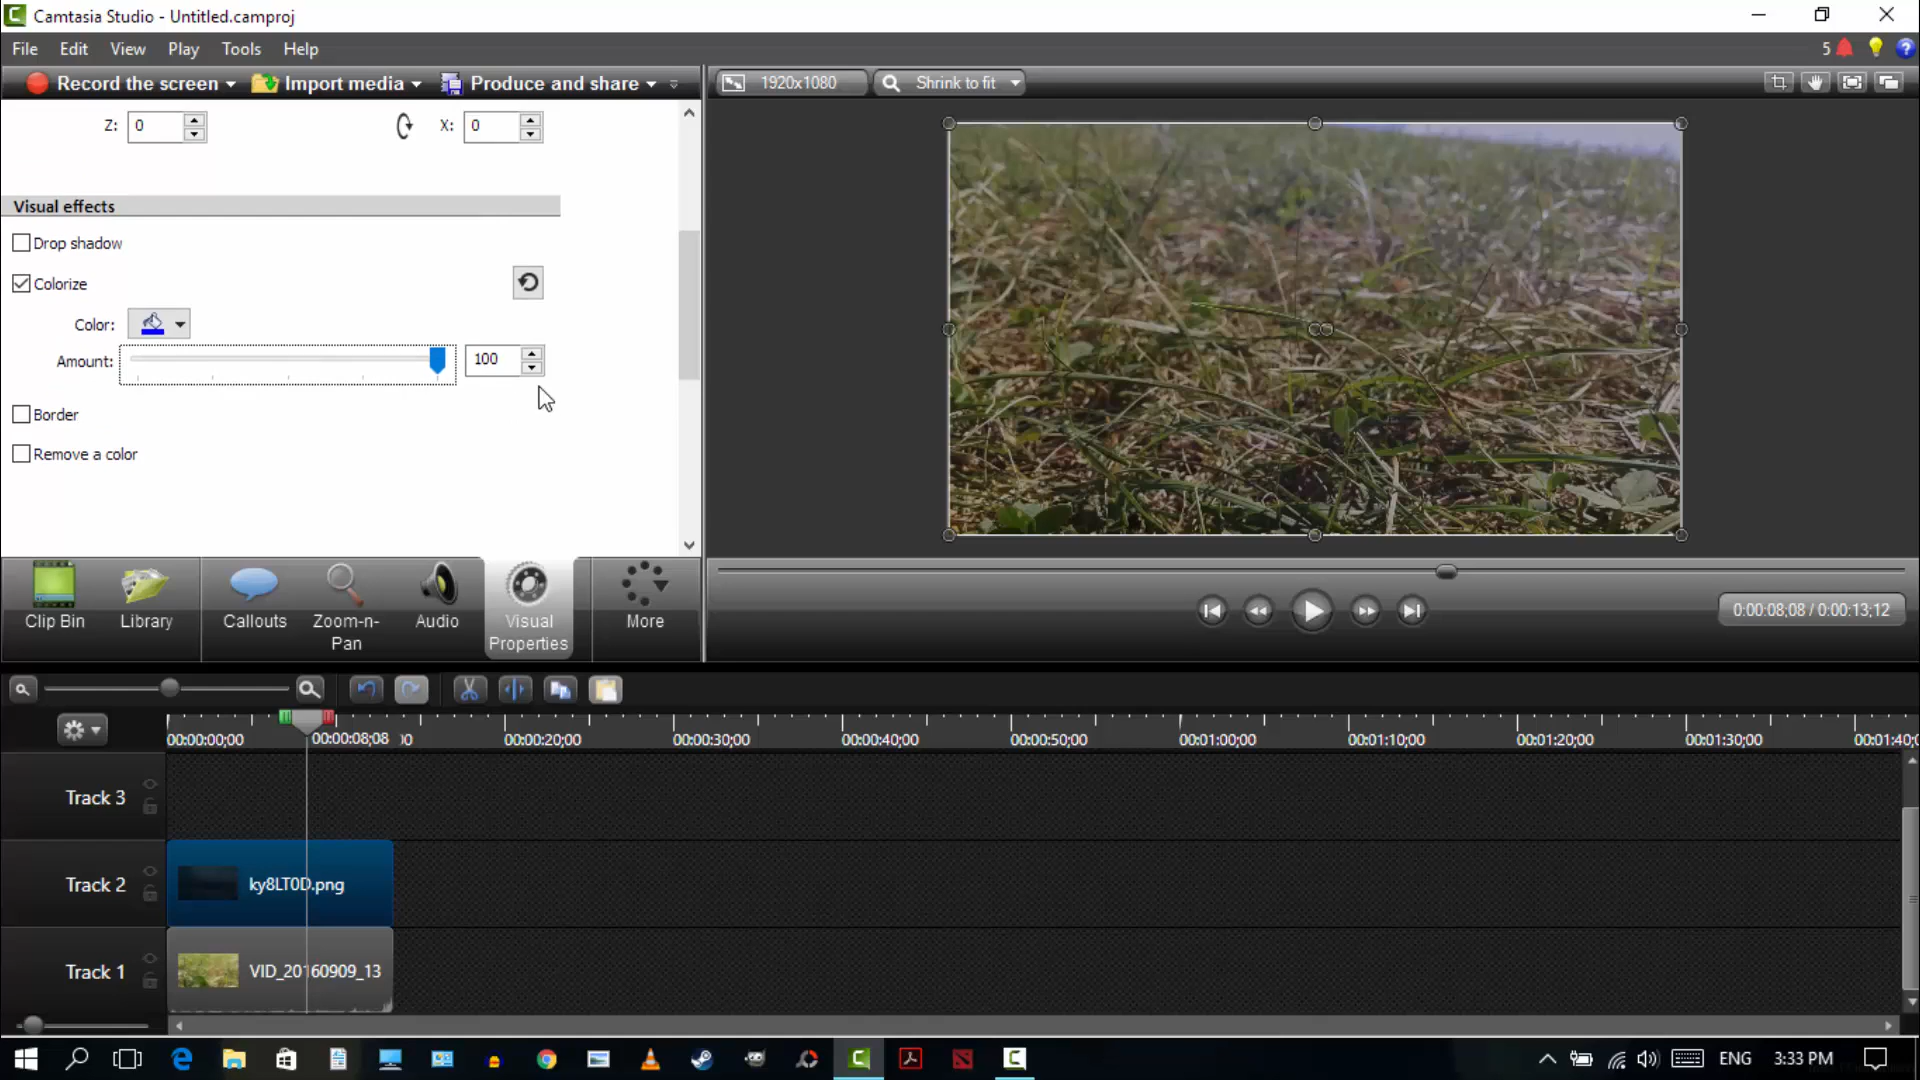 Camtasia Studio - Untitled.camproj
File Edit View Play Tools Help
5
Record the screen Import media Produce and share
1920x1080 Shrink to fit
Z: 0 X: 0
Visual effects
Drop shadow
Colorize
Color:
Amount: 100
Border
Remove a color
Clip Bin Library Callouts Zoom-n-Pan Audio Visual Properties More
0:00:08;08 / 0:00:13;12
00:00:00;00 00:00:08;08 00:00:20;00 00:00:30;00 00:00:40;00 00:00:50;00 00:01:00;00 00:01:10;00 00:01:20;00 00:01:30;00 00:01:40;0
Track 3
Track 2 ky8LT0D.png
Track 1 VID_20160909_13
ENG 3:33 PM